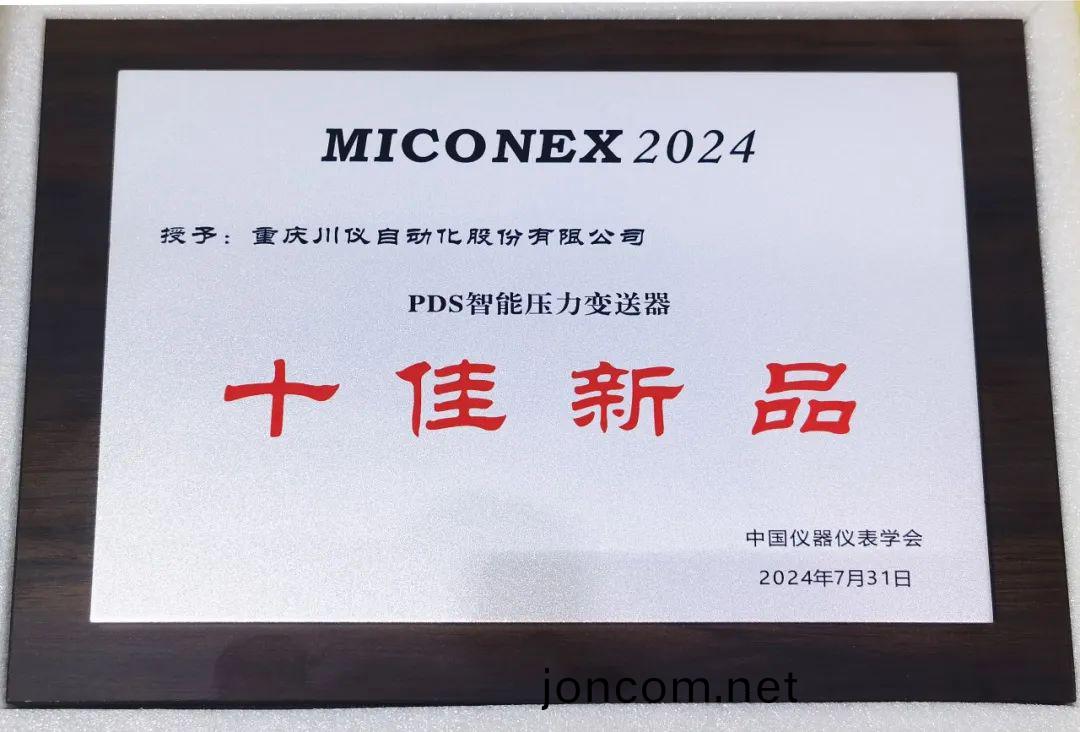 MICONEX 2024
授予：重庆川仪自动化股份有限公司
PDS智能压力变送器
十佳新品
中国仪器仪表学会
2024年7月31日
joncom.net